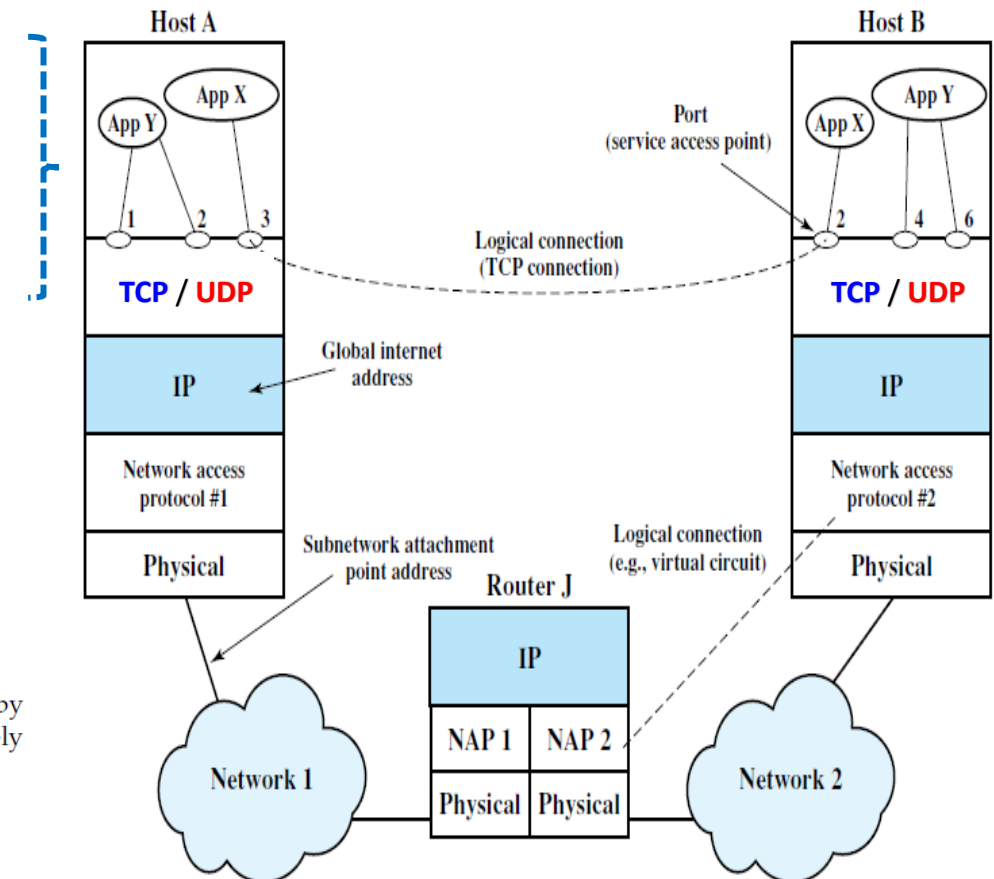 Host A
Host B
App X
App Y
App Y
App X
Port
(service access point)
1
2
3
2
4
6
Logical connection
(TCP connection)
TCP / UDP
TCP / UDP
Global internet
address
IP
IP
Network access
protocol #1
Network access
protocol #2
Logical connection
(e.g., virtual circuit)
Subnetwork attachment
point address
Physical
Physical
Router J
IP
by
NAP 1
NAP 2
Network 1
Network 2
Physical
Physical